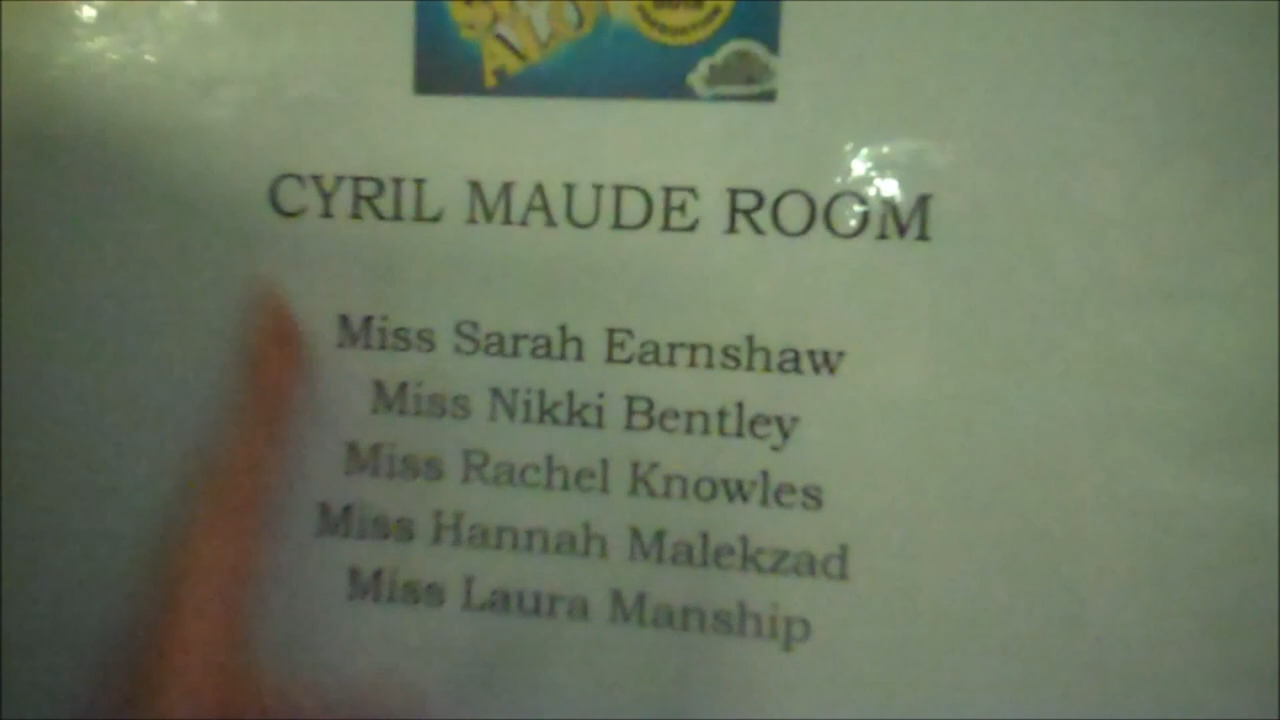 CYRIL MAUDE ROOM
Miss Sarah Earnshaw
Miss Nikki Bentley
Miss Rachel Knowles
Miss Hannah Malekzad
Miss Laura Manship